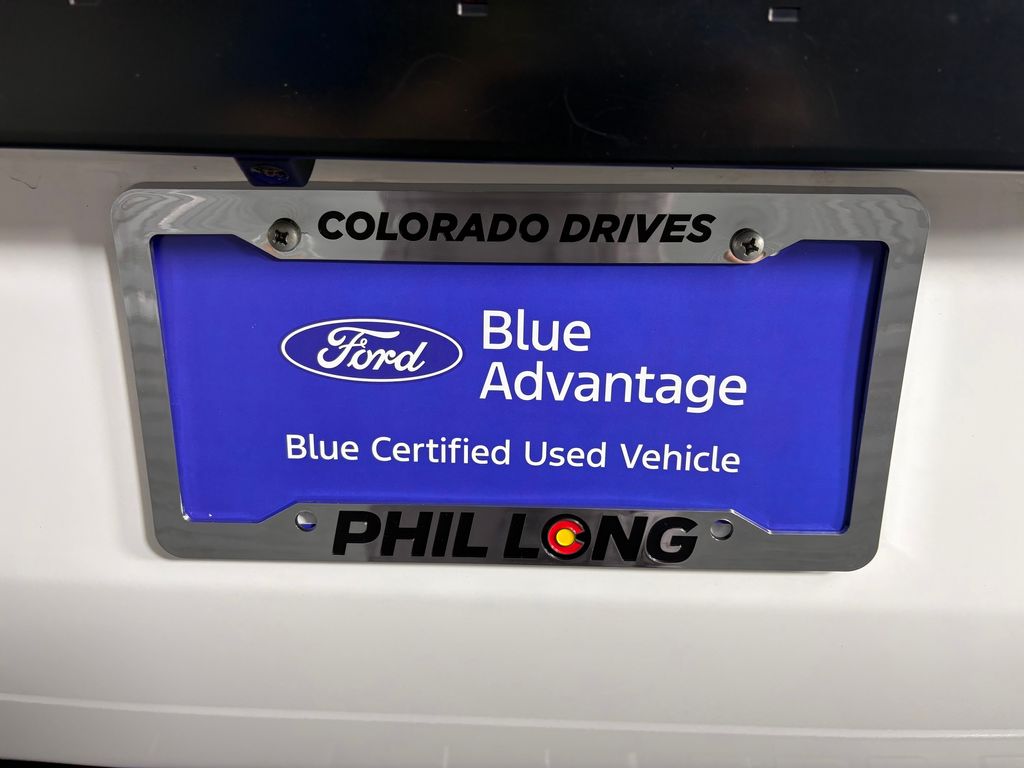 COLORADO DRIVES
Ford
Blue
Advantage
Blue Certified Used Vehicle
PHIL LONG